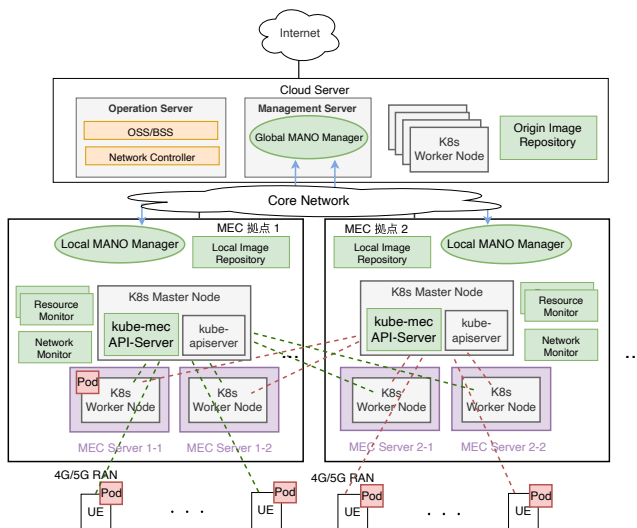 Internet
Cloud Server
Operation Server
OSS/BSS
Network Controller
Management Server
Global MANO Manager
K8s
Worker Node
Origin Image
Repository
Core Network
MEC 拠点 1
Local MANO Manager
Local Image
Repository
Resource
Monitor
Network
Monitor
K8s Master Node
kube-mec
API-Server
kube-
apiserver
...
Pod
K8s
Worker Node
MEC Server 1-1
K8s
Worker Node
MEC Server 1-2
MEC 拠点 2
Local Image
Repository
Local MANO Manager
K8s Master Node
kube-mec
API-Server
kube-
apiserver
Resource
Monitor
Network
Monitor
...
K8s
Worker Node
MEC Server 2-1
K8s
Worker Node
MEC Server 2-2
4G/5G RAN
Pod
UE
. . .
Pod
UE
4G/5G RAN
Pod
UE
. . .
Pod
UE